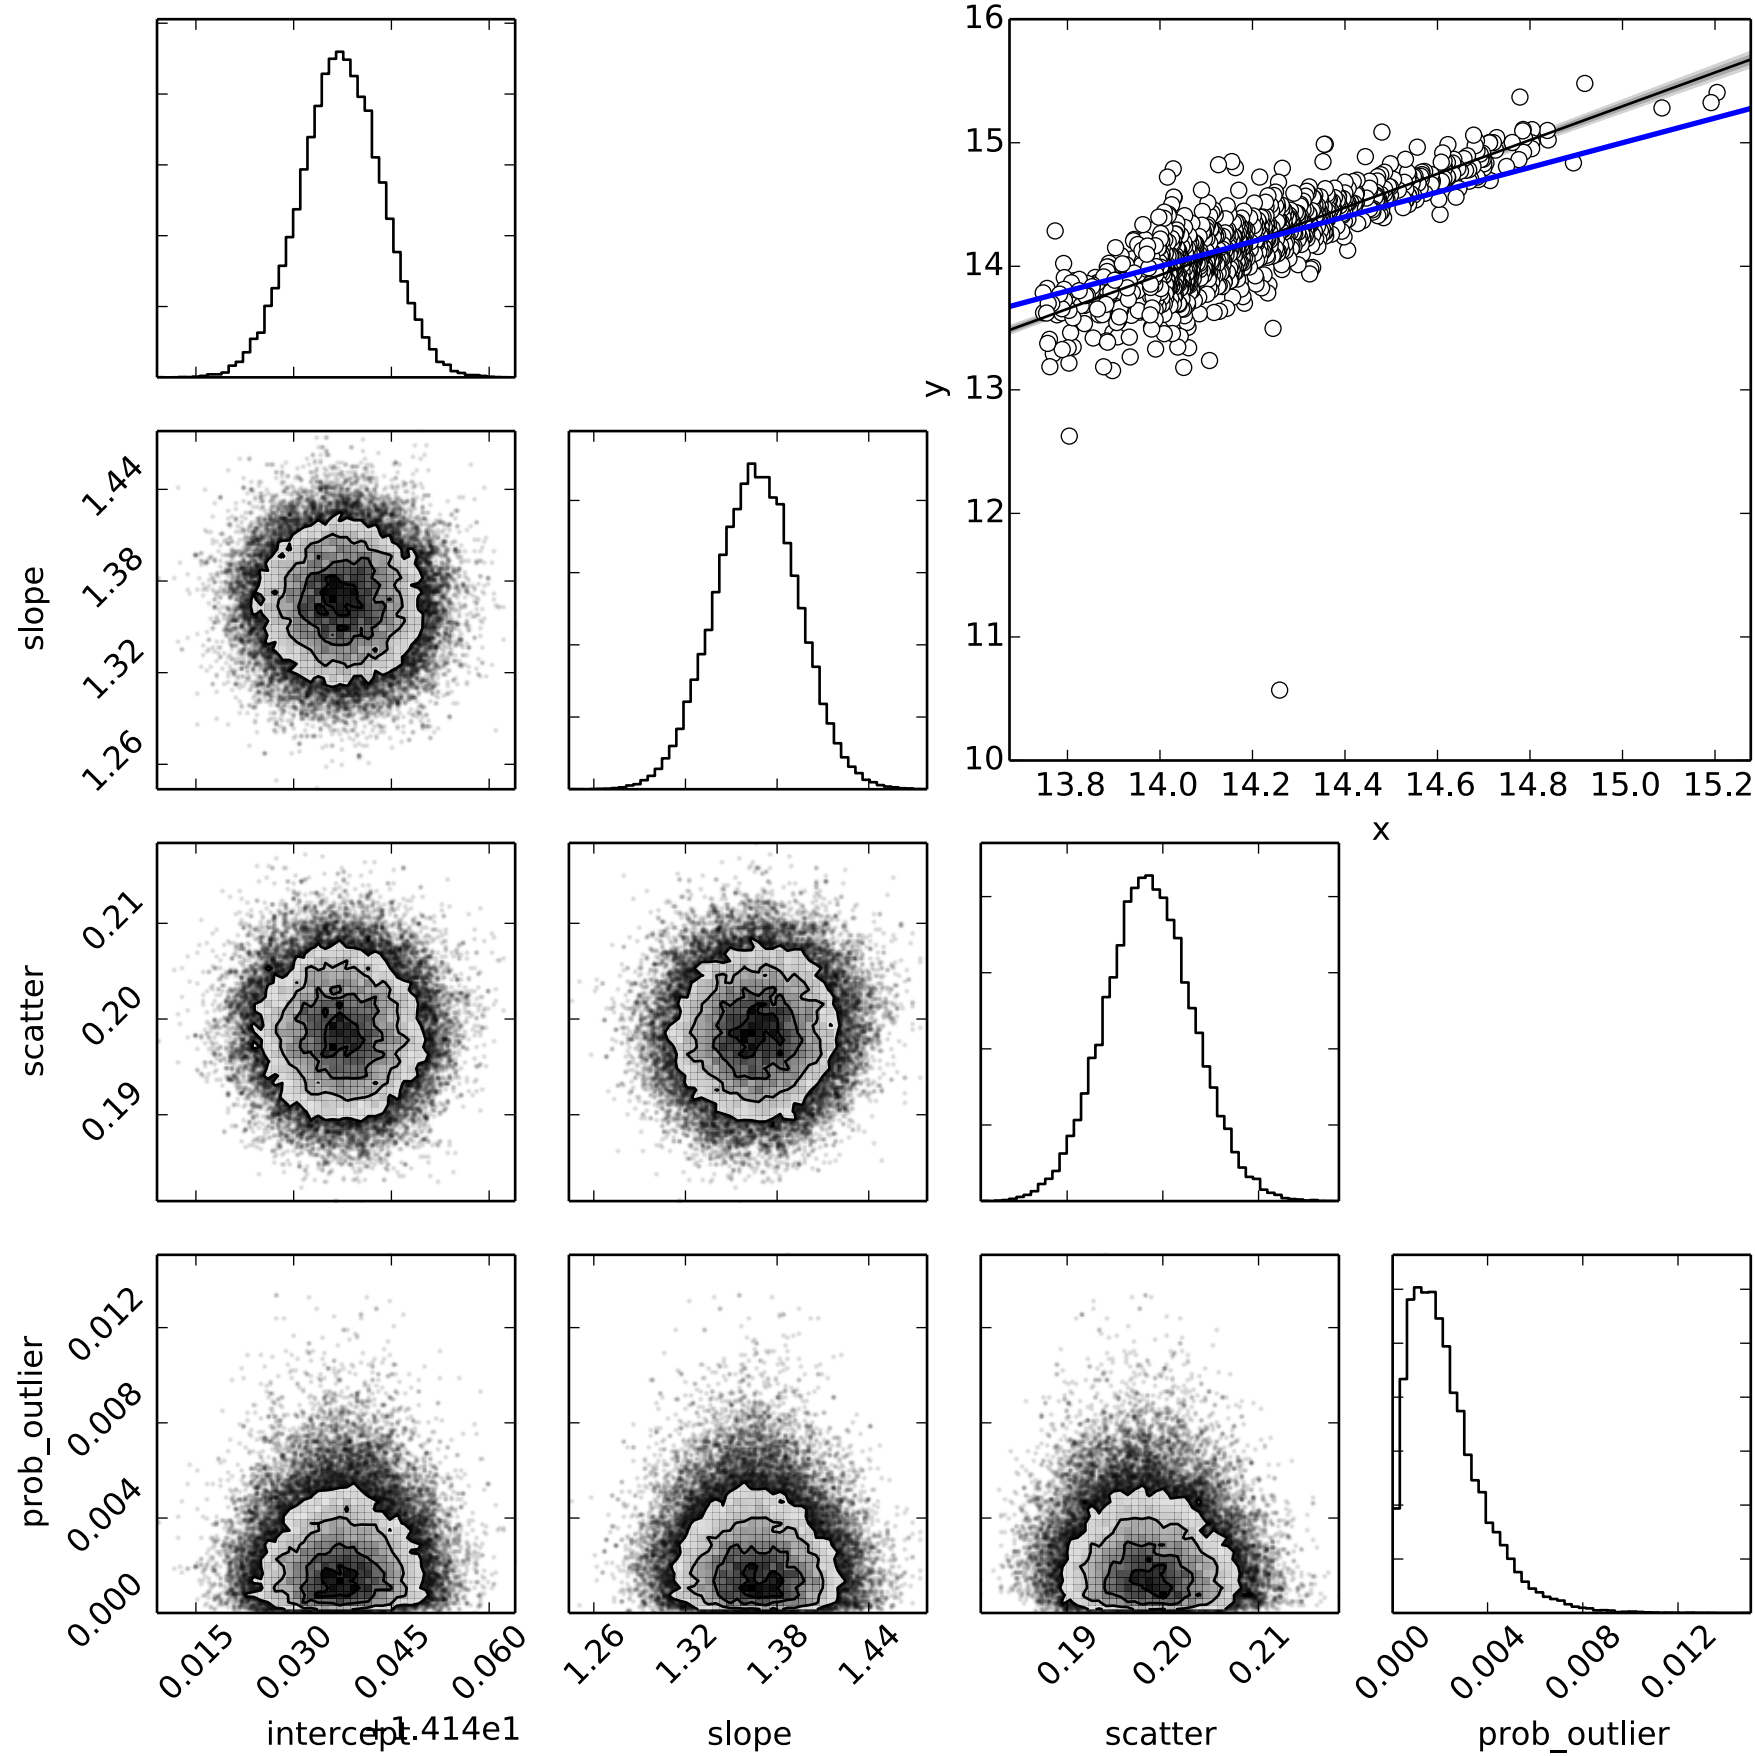 16
15
14
13
12
11
10
y
13.8 14.0 14.2 14.4 14.6 14.8 15.0 15.2
x
1.44
1.38
1.32
1.26
slope
0.21
0.20
0.19
scatter
0.012
0.008
0.004
0.000
prob_outlier
0.015 0.030 0.045 0.060
1.26 1.32 1.38 1.44
0.19 0.20 0.21
0.000 0.004 0.008 0.012
intercept
+1.414e1
slope
scatter
prob_outlier